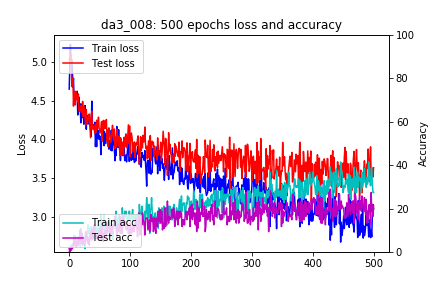 da3_008: 500 epochs loss and accuracy
Train loss
Test loss
Train acc
Test acc
Loss
5.0
4.5
4.0
3.5
3.0
Accuracy
100
80
60
40
20
0
0
100
200
300
400
500